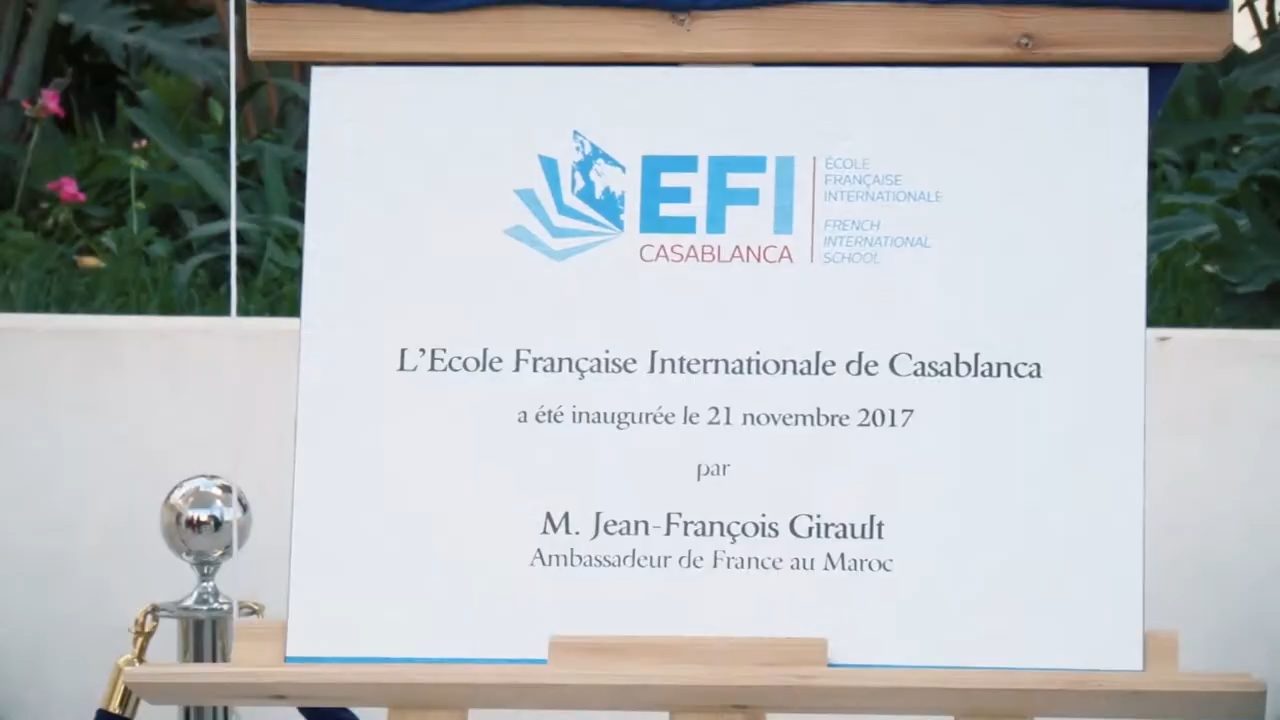 EFI
CASABLANCA
ÉCOLE
FRANÇAISE
INTERNATIONALE
FRENCH
INTERNATIONAL
SCHOOL
L'Ecole Française Internationale de Casablanca
a été inaugurée le 21 novembre 2017
par
M. Jean-François Girault
Ambassadeur de France au Maroc